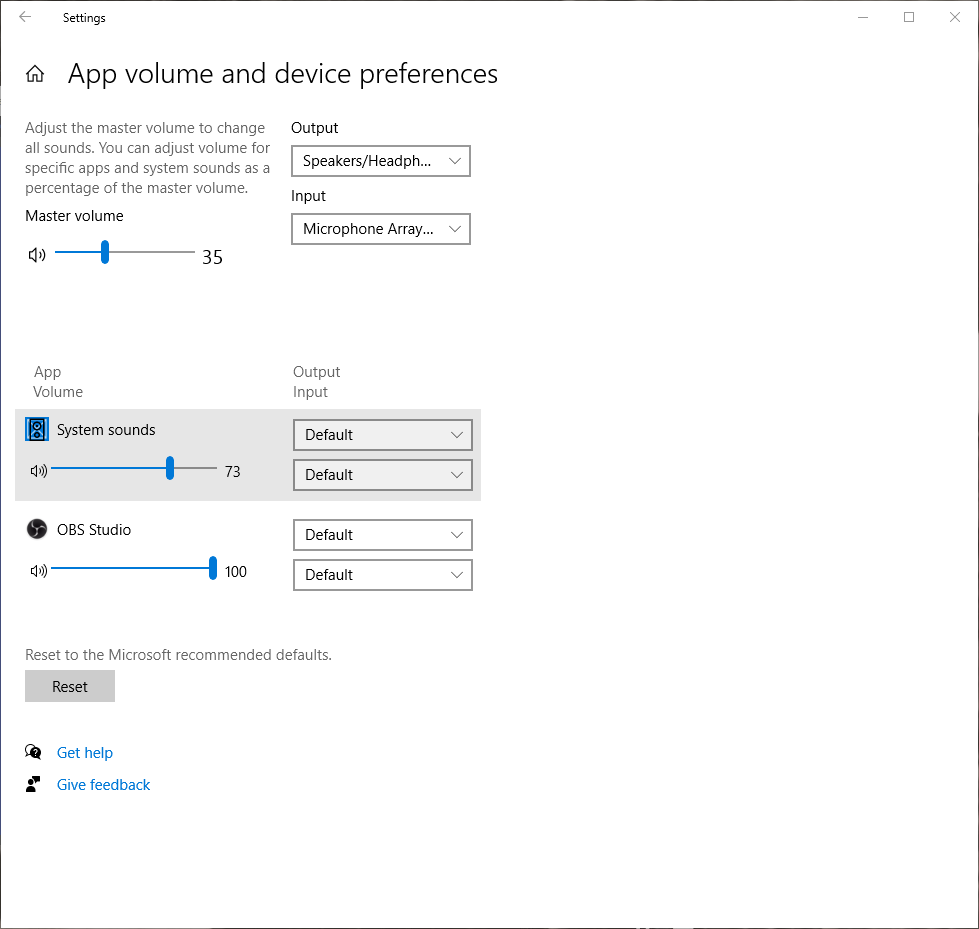 Settings
App volume and device preferences
Adjust the master volume to change
all sounds. You can adjust volume for
specific apps and system sounds as a
percentage of the master volume.
Master volume
35
Output
Speakers/Headph...
Input
Microphone Array...
App
Volume
Output
Input
System sounds
Default
73
Default
OBS Studio
Default
100
Default
Reset to the Microsoft recommended defaults.
Reset
Get help
Give feedback